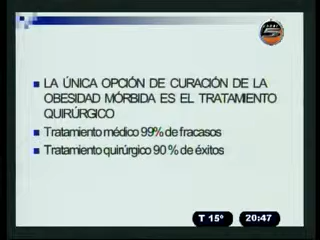 LA ÚNICA OPCIÓN DE CURACIÓN DE LA
OBESIDAD MÓRBIDA ES EL TRATAMIENTO
QUIRÚRGICO
Tratamiento médico 99% de fracasos
Tratamiento quirúrgico 90 % de éxitos
T 15° 20:47